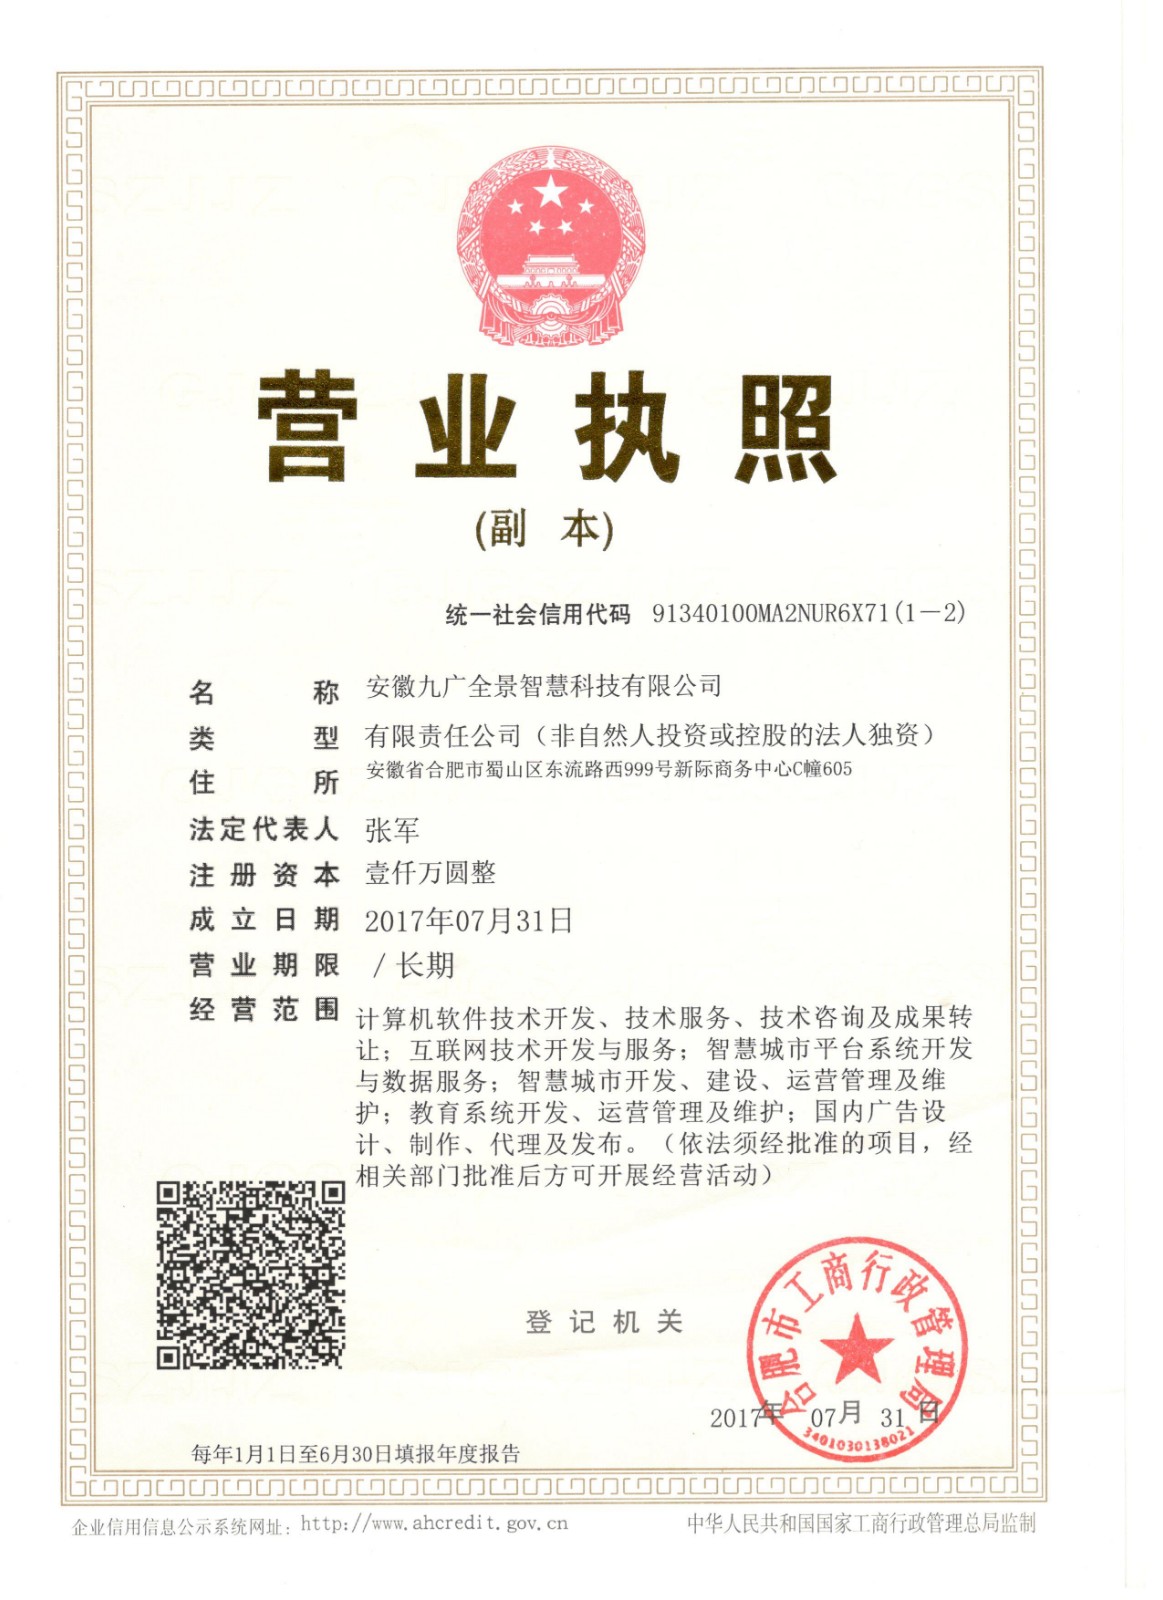 营业执照
(副 本)
统一社会信用代码 91340100MA2NUR6X71(1-2)
名 称 安徽九广全景智慧科技有限公司
类 型 有限责任公司（非自然人投资或控股的法人独资）
住 所 安徽省合肥市蜀山区东流路西999号新际商务中心C幢605
法定代表人 张军
注册资本 壹仟万圆整
成立日期 2017年07月31日
营业期限 /长期
经营范围 计算机软件技术开发、技术服务、技术咨询及成果转
让；互联网技术开发与服务；智慧城市平台系统开发
与数据服务；智慧城市开发、建设、运营管理及维
护；教育系统开发、运营管理及维护；国内广告设
计、制作、代理及发布。（依法须经批准的项目，经
相关部门批准后方可开展经营活动）
登记机关
合肥市工商行政管理局
3401030138021
2017年 07月 31日
每年1月1日至6月30日填报年度报告
企业信用信息公示系统网址：http://www.ahcredit.gov.cn
中华人民共和国国家工商行政管理总局监制